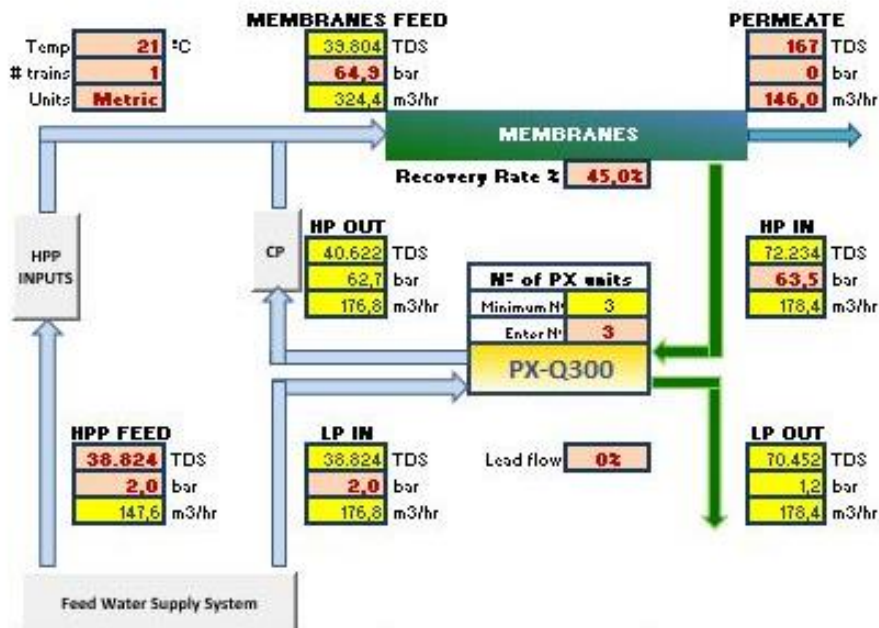 MEMBRANES FEED
PERMEATE
Temp 21 ºC
39.804 TDS
167 TDS
# trains 1
64,9 bar
0 bar
Units Metric
324,4 m3/hr
146,0 m3/hr
MEMBRANES
Recovery Rate % 45,0%
HPP
INPUTS
CP
HP OUT
40.622 TDS
62,7 bar
176,8 m3/hr
Nº of PX units
Minimum Nº 3
Enter Nº 3
PX-Q300
HP IN
72.234 TDS
63,5 bar
178,4 m3/hr
HPP FEED
38.824 TDS
2,0 bar
147,6 m3/hr
LP IN
38.824 TDS
2,0 bar
176,8 m3/hr
Lead flow 0%
LP OUT
70.452 TDS
1,2 bar
178,4 m3/hr
Feed Water Supply System